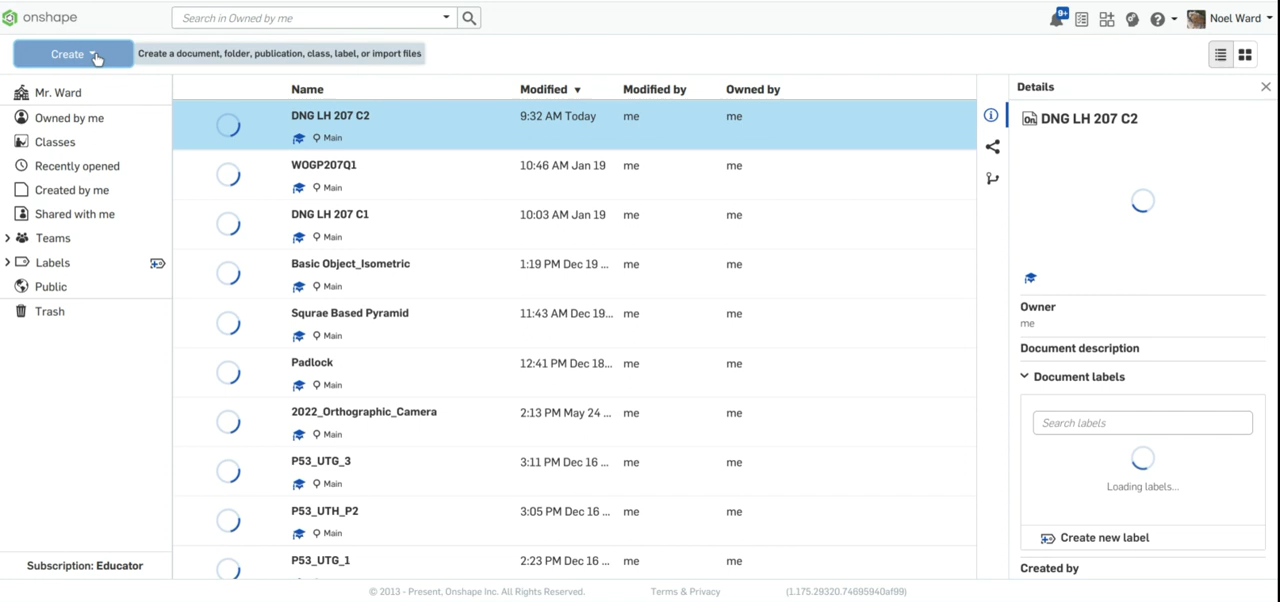 onshape
Search in Owned by me
9+
Noel Ward
Create
Create a document, folder, publication, class, label, or import files
Mr. Ward
Owned by me
Classes
Recently opened
Created by me
Shared with me
Teams
Labels
Public
Trash
Subscription: Educator
Name Modified Modified by Owned by
DNG LH 207 C2 9:32 AM Today me me
Main
WOGP207Q1 10:46 AM Jan 19 me me
Main
DNG LH 207 C1 10:03 AM Jan 19 me me
Main
Basic Object_Isometric 1:19 PM Dec 19 ... me me
Main
Squrae Based Pyramid 11:43 AM Dec 19... me me
Main
Padlock 12:41 PM Dec 18... me me
Main
2022_Orthographic_Camera 2:13 PM May 24 ... me me
Main
P53_UTG_3 3:11 PM Dec 16 ... me me
Main
P53_UTH_P2 3:05 PM Dec 16 ... me me
Main
P53_UTG_1 2:23 PM Dec 16 ... me me
Details
On DNG LH 207 C2
Owner
me
Document description
Document labels
Search labels
Loading labels...
Create new label
Created by
© 2013 - Present, Onshape Inc. All Rights Reserved. Terms & Privacy (1.175.29320.74695940af99)